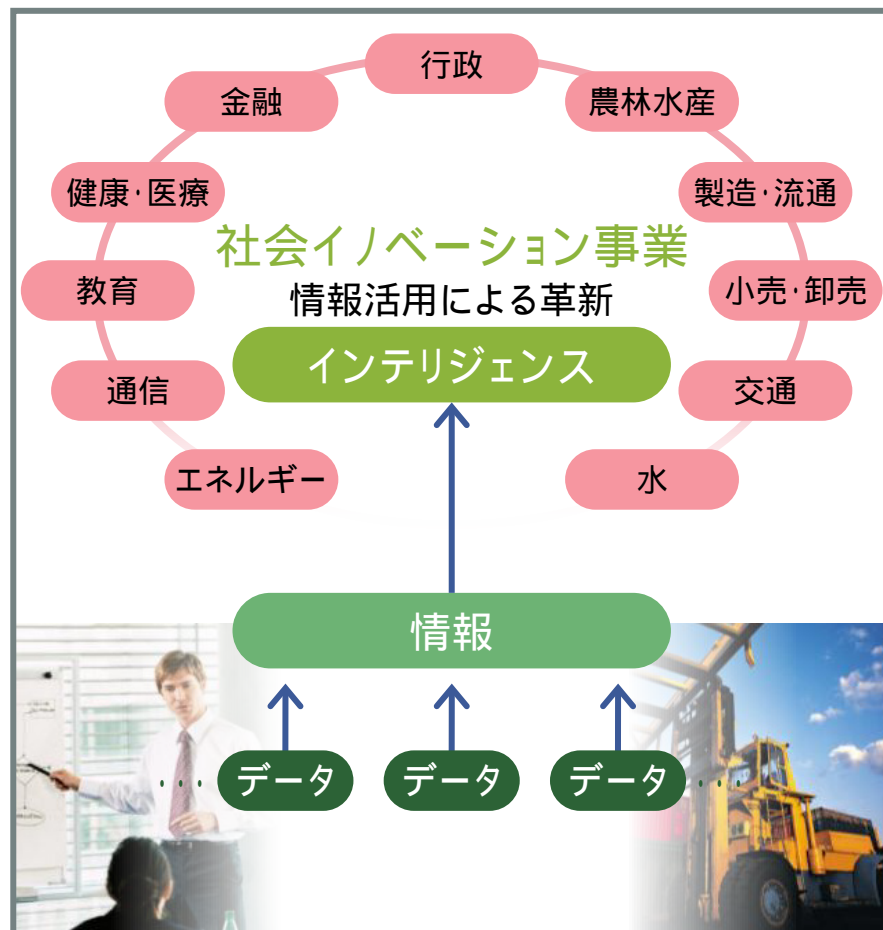 行政
金融
農林水産
健康・医療
製造・流通
社会イノベーション事業
教育
情報活用による革新
小売・卸売
インテリジェンス
通信
交通
エネルギー
水
情報
・・・ データ データ データ ・・・